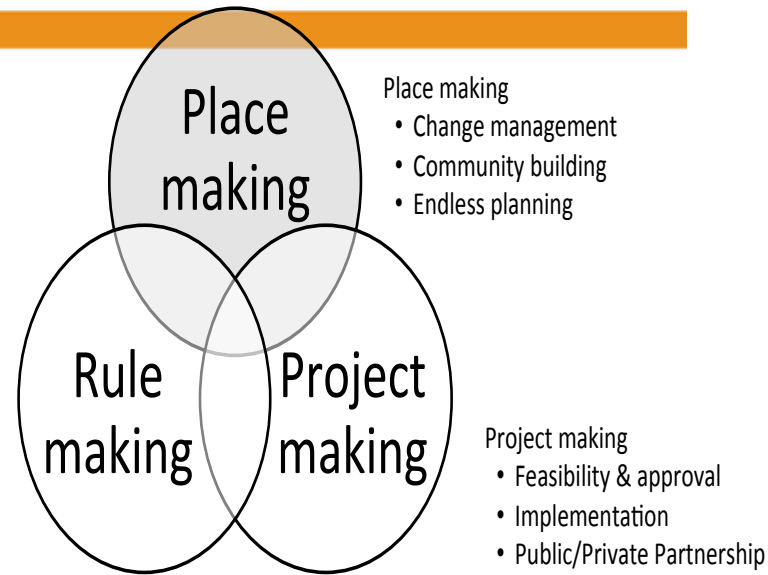 Place
making
Place making
• Change management
• Community building
• Endless planning
Rule
making
Project
making
Project making
• Feasibility & approval
• Implementation
• Public/Private Partnership